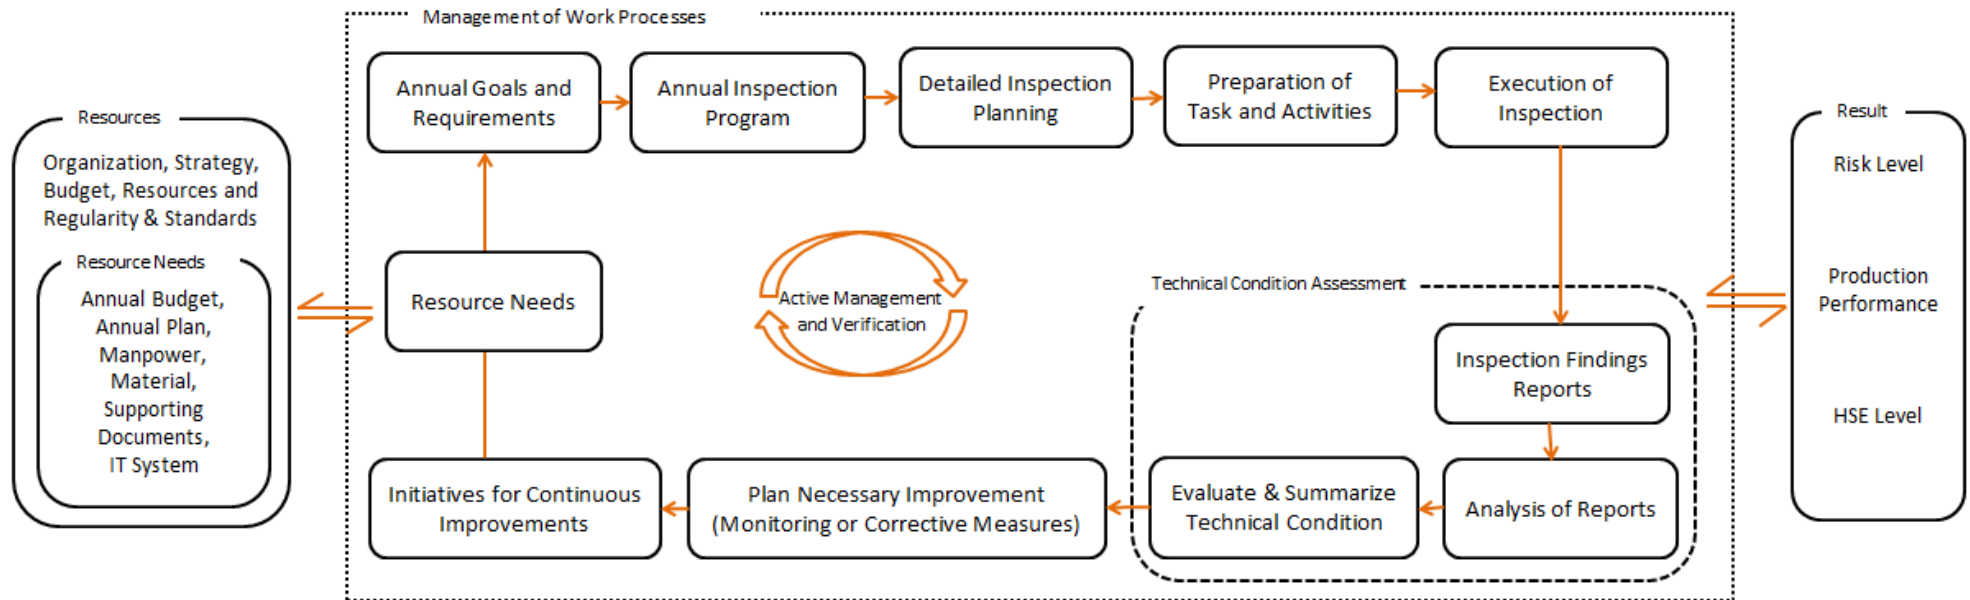 Management of Work Processes
Annual Goals and
Requirements
Annual Inspection
Program
Detailed Inspection
Planning
Preparation of
Task and Activities
Execution of
Inspection
Resources
Organization, Strategy,
Budget, Resources and
Regularity & Standards
Resource Needs
Annual Budget,
Annual Plan,
Manpower,
Material,
Supporting
Documents,
IT System
Resource Needs
Active Management
and Verification
Technical Condition Assessment
Inspection Findings
Reports
Analysis of Reports
Evaluate & Summarize
Technical Condition
Plan Necessary Improvement
(Monitoring or Corrective Measures)
Initiatives for Continuous
Improvements
Result
Risk Level
Production
Performance
HSE Level